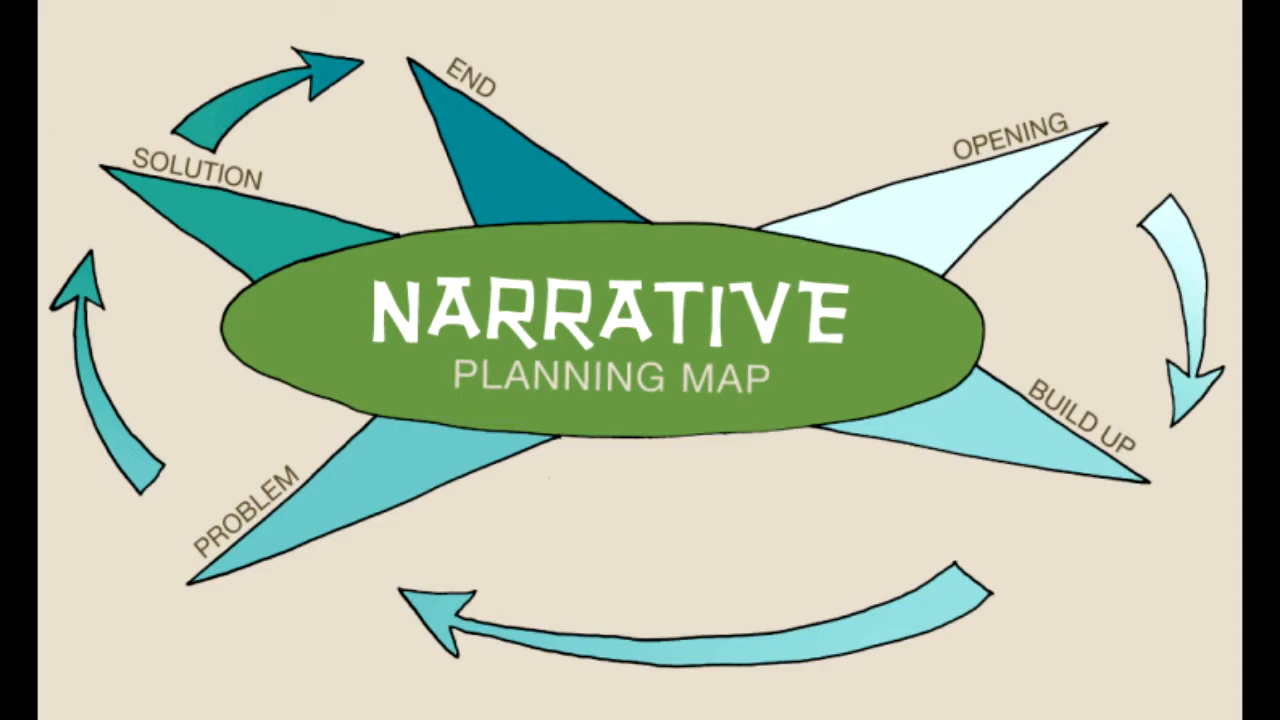 NARRATIVE
PLANNING MAP
OPENING
BUILD UP
PROBLEM
SOLUTION
END